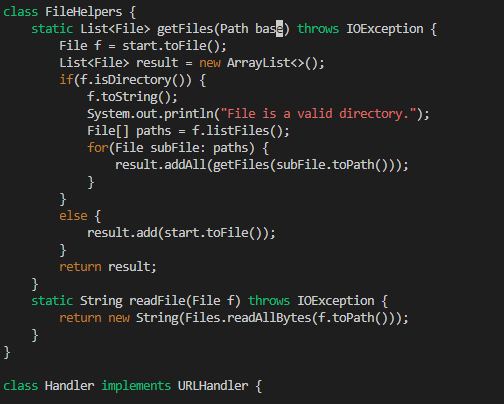 class FileHelpers {
    static List<File> getFiles(Path base) throws IOException {
        File f = start.toFile();
        List<File> result = new ArrayList<>();
        if(f.isDirectory()) {
            f.toString();
            System.out.println("File is a valid directory.");
            File[] paths = f.listFiles();
            for(File subFile: paths) {
                result.addAll(getFiles(subFile.toPath()));
            }
        }
        else {
            result.add(start.toFile());
        }
        return result;
    }
    static String readFile(File f) throws IOException {
        return new String(Files.readAllBytes(f.toPath()));
    }
}

class Handler implements URLHandler {